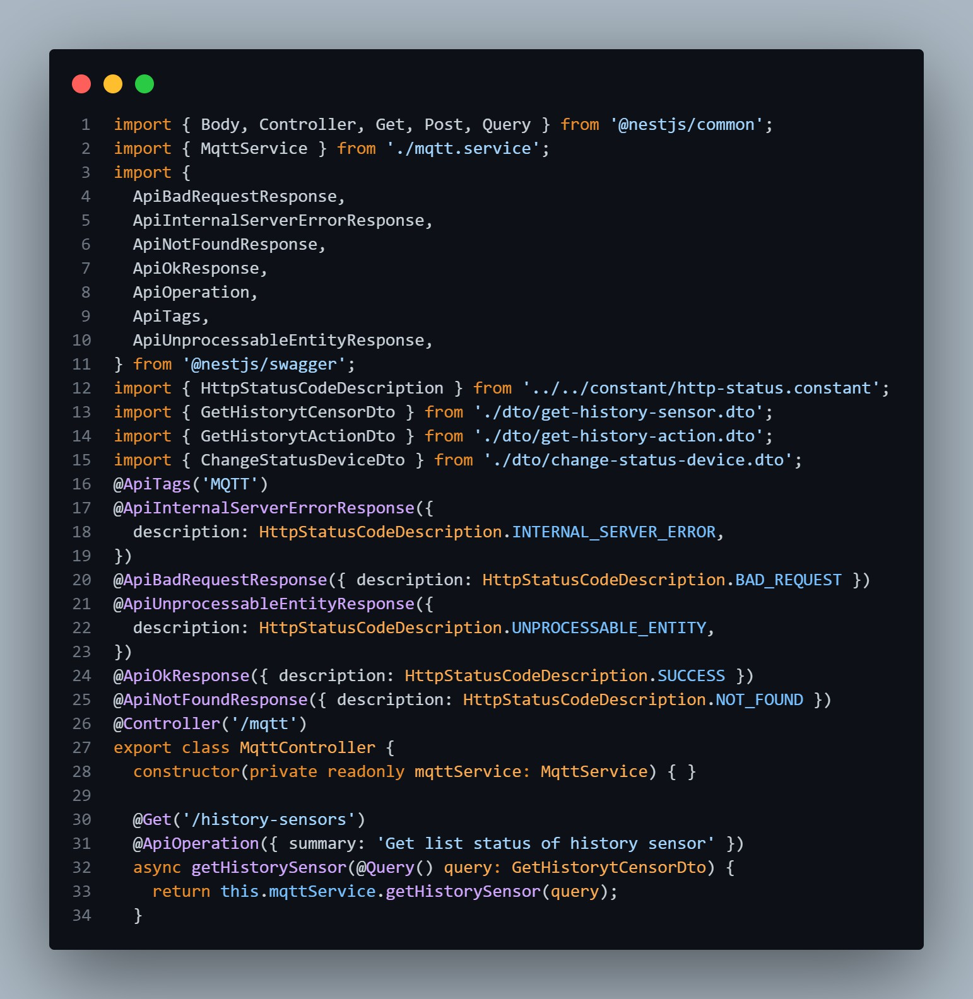 1 import { Body, Controller, Get, Post, Query } from '@nestjs/common';
2 import { MqttService } from './mqtt.service';
3 import {
4   ApiBadRequestResponse,
5   ApiInternalServerErrorResponse,
6   ApiNotFoundResponse,
7   ApiOkResponse,
8   ApiOperation,
9   ApiTags,
10   ApiUnprocessableEntityResponse,
11 } from '@nestjs/swagger';
12 import { HttpStatusCodeDescription } from '../../constant/http-status.constant';
13 import { GetHistorytCensorDto } from './dto/get-history-sensor.dto';
14 import { GetHistorytActionDto } from './dto/get-history-action.dto';
15 import { ChangeStatusDeviceDto } from './dto/change-status-device.dto';
16 @ApiTags('MQTT')
17 @ApiInternalServerErrorResponse({
18   description: HttpStatusCodeDescription.INTERNAL_SERVER_ERROR,
19 })
20 @ApiBadRequestResponse({ description: HttpStatusCodeDescription.BAD_REQUEST })
21 @ApiUnprocessableEntityResponse({
22   description: HttpStatusCodeDescription.UNPROCESSABLE_ENTITY,
23 })
24 @ApiOkResponse({ description: HttpStatusCodeDescription.SUCCESS })
25 @ApiNotFoundResponse({ description: HttpStatusCodeDescription.NOT_FOUND })
26 @Controller('/mqtt')
27 export class MqttController {
28   constructor(private readonly mqttService: MqttService) { }
29
30   @Get('/history-sensors')
31   @ApiOperation({ summary: 'Get list status of history sensor' })
32   async getHistorySensor(@Query() query: GetHistorytCensorDto) {
33     return this.mqttService.getHistorySensor(query);
34   }